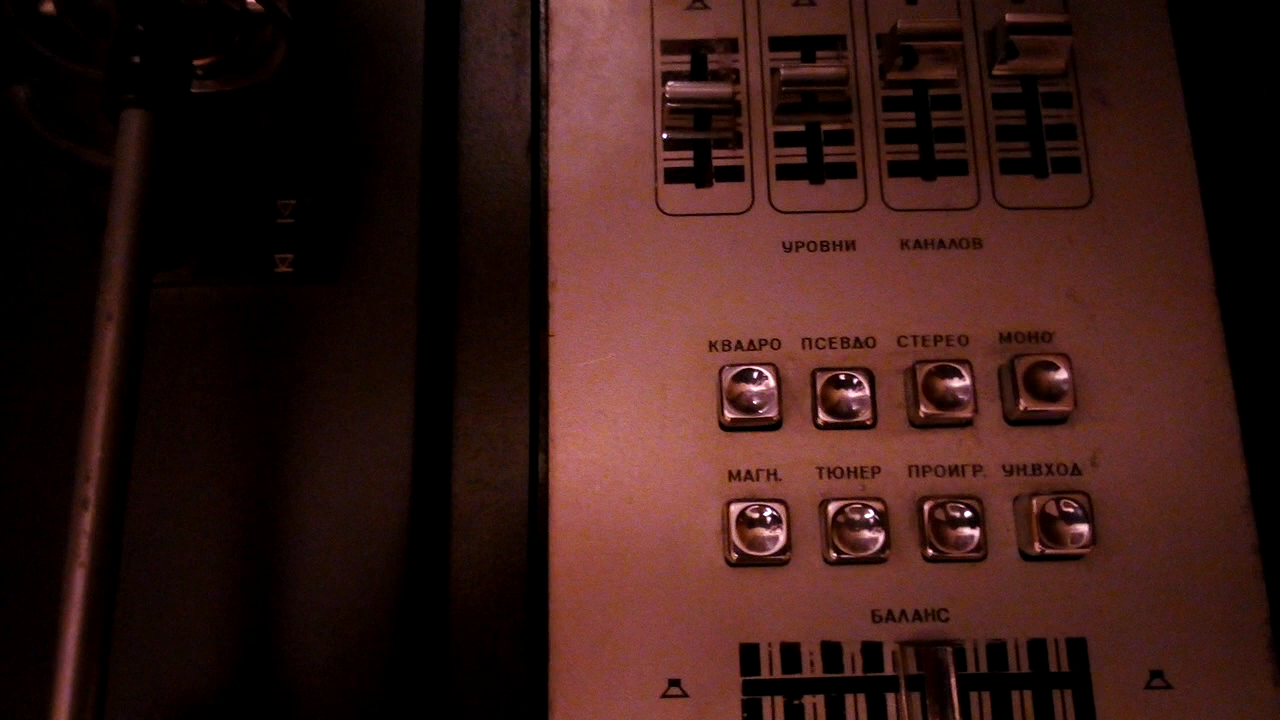 УРОВНИ КАНАЛОВ
КВАДРО ПСЕВДО СТЕРЕО МОНО
МАГН. ТЮНЕР ПРОИГР. УН.ВХОД
БАЛАНС